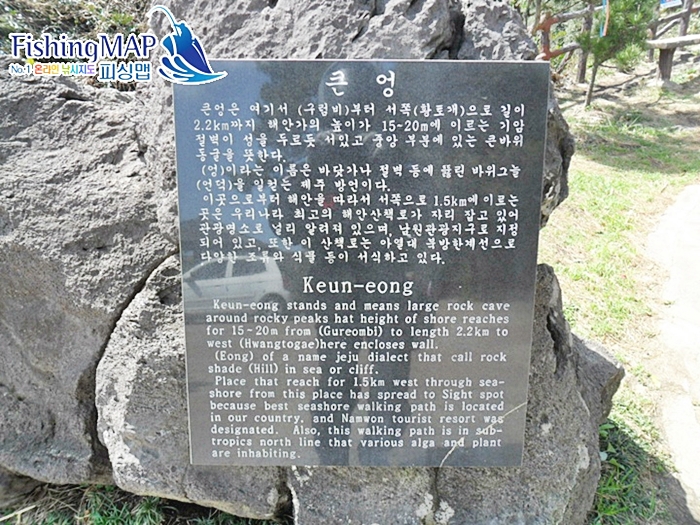 FishingMAP
No.1 온라인 낚시지도 피싱맵
큰 엉
큰엉은 여기서 (구럼비)부터 서쪽(황토개)으로 길이
2.2km까지 해안가의 높이가 15~20m에 이르는 기암
절벽이 성을 두르듯 서있고 중앙 부분에 있는 큰바위
동굴을 뜻한다.
(엉)이라는 이름은 바닷가나 절벽 등에 뚫린 바위그늘
(언덕)을 일컫는 제주 방언이다.
이곳으로부터 해안을 따라서 서쪽으로 1.5km에 이르는
곳은 우리나라 최고의 해안산책로가 자리 잡고 있어
관광명소로 널리 알려져 있으며, 남원관광지구로 지정
되어 있고, 또한 이 산책로는 아열대 북방한계선으로
다양한 조류와 식물 등이 서식하고 있다.
Keun-eong
Keun-eong stands and means large rock cave
around rocky peaks hat height of shore reaches
for 15~20m from (Gureombi) to length 2.2km to
west (Hwangtogae)here encloses wall.
(Eong) of a name jeju dialect that call rock
shade (Hill) in sea or cliff.
Place that reach for 1.5km west through sea-
shore from this place has spread to Sight spot
because best seashore walking path is located
in our country, and Namwon tourist resort was
designated. Also, this walking path is in sub-
tropics north line that various alga and plant
are inhabiting.